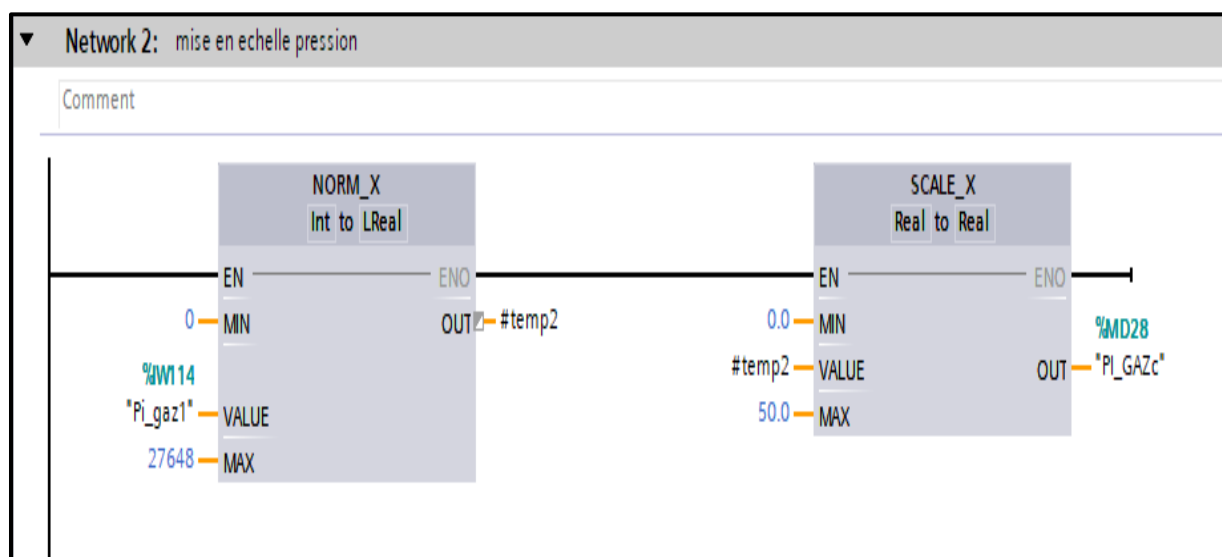 Network 2: mise en echelle pression
Comment
NORM_X
Int to LReal
EN ENO
0 MIN OUT #temp2
%IW114
"Pi_gaz1" VALUE
27648 MAX
SCALE_X
Real to Real
EN ENO
0.0 MIN
%MD28
#temp2 VALUE OUT "PI_GAZc"
50.0 MAX